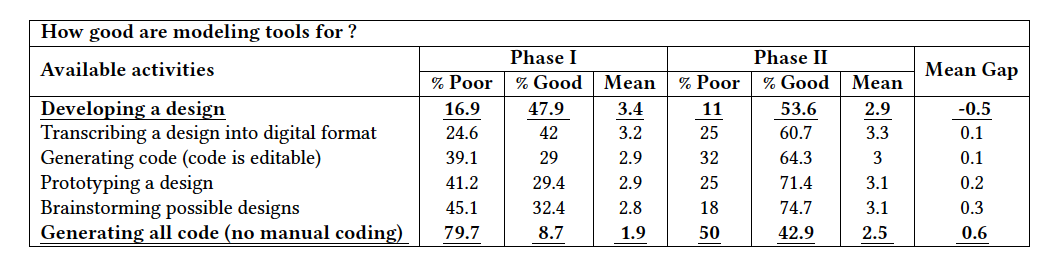 How good are modeling tools for ?
Available activities Phase I Phase II Mean Gap
% Poor % Good Mean % Poor % Good Mean
Developing a design 16.9 47.9 3.4 11 53.6 2.9 -0.5
Transcribing a design into digital format 24.6 42 3.2 25 60.7 3.3 0.1
Generating code (code is editable) 39.1 29 2.9 32 64.3 3 0.1
Prototyping a design 41.2 29.4 2.9 25 71.4 3.1 0.2
Brainstorming possible designs 45.1 32.4 2.8 18 74.7 3.1 0.3
Generating all code (no manual coding) 79.7 8.7 1.9 50 42.9 2.5 0.6